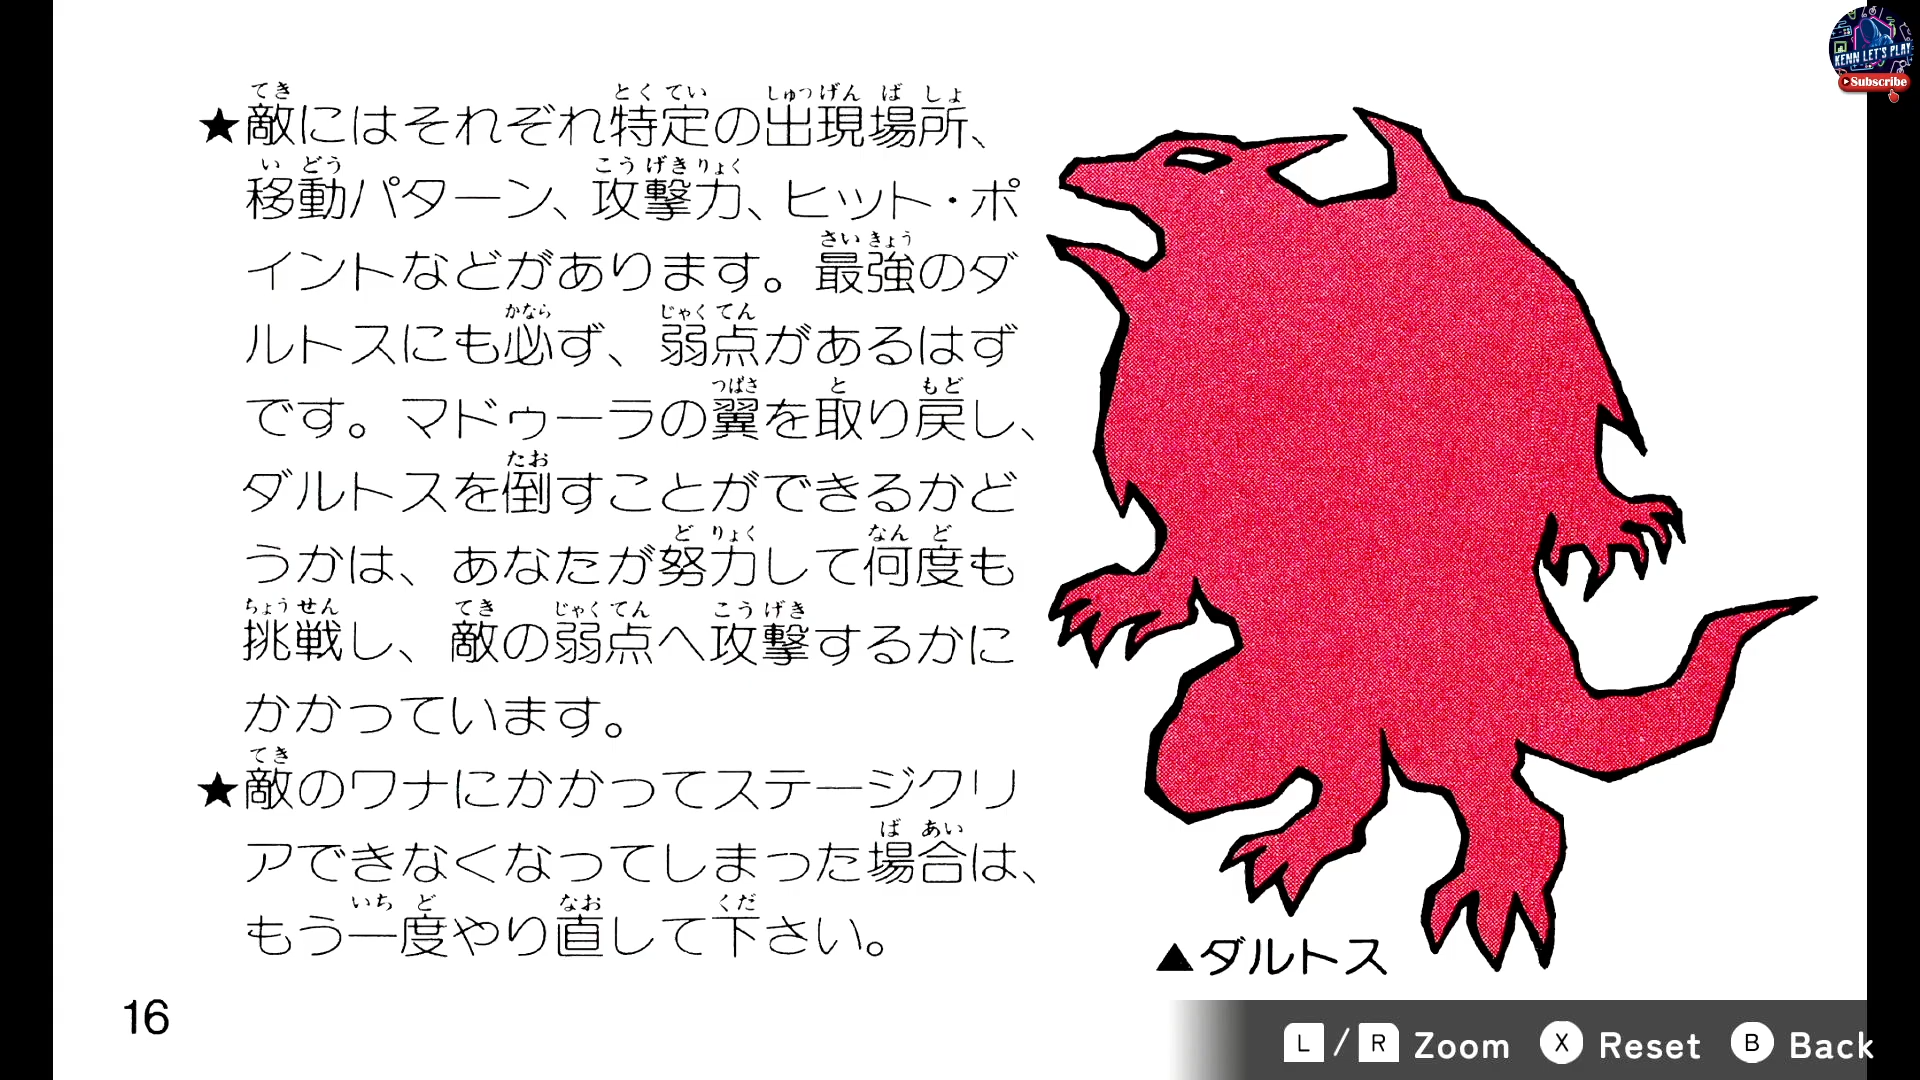 ★敵にはそれぞれ特定の出現場所、
移動パターン、攻撃力、ヒット・ポ
イントなどがあります。最強のダ
ルトスにも必ず、弱点があるはず
です。マドゥーラの翼を取り戻し、
ダルトスを倒すことができるかど
うかは、あなたが努力して何度も
挑戦し、敵の弱点へ攻撃するかに
かかっています。
★敵のワナにかかってステージクリ
アできなくなってしまった場合は、
もう一度やり直して下さい。
▲ダルトス
16
L / R Zoom X Reset B Back
KENN LET'S PLAY
Subscribe